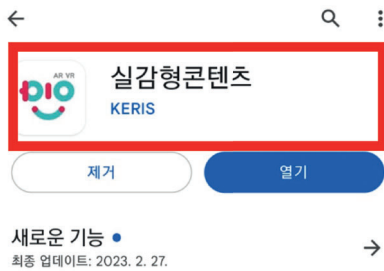 AR VR
실감형콘텐츠
KERIS
제거
열기
새로운 기능
최종 업데이트: 2023. 2. 27.